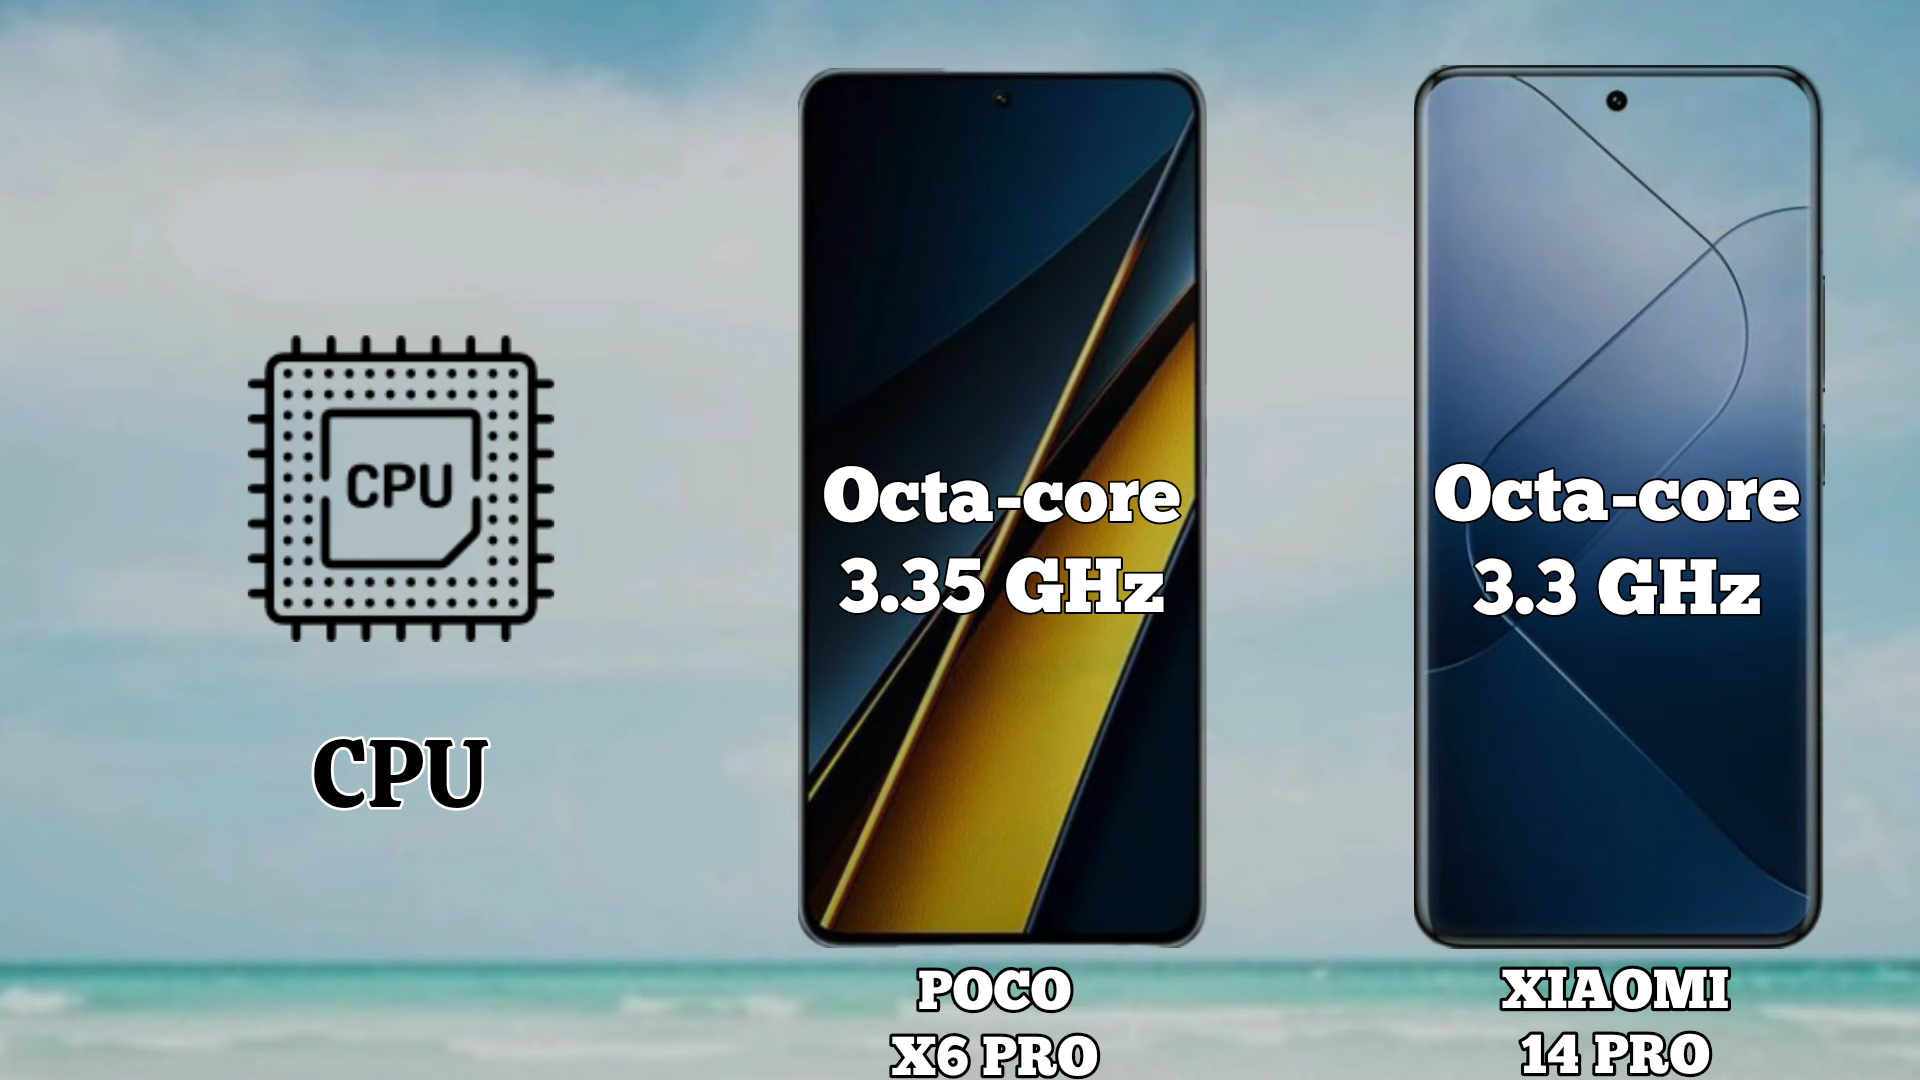 CPU
CPU
Octa-core
3.35 GHz
POCO
X6 PRO
Octa-core
3.3 GHz
XIAOMI
14 PRO